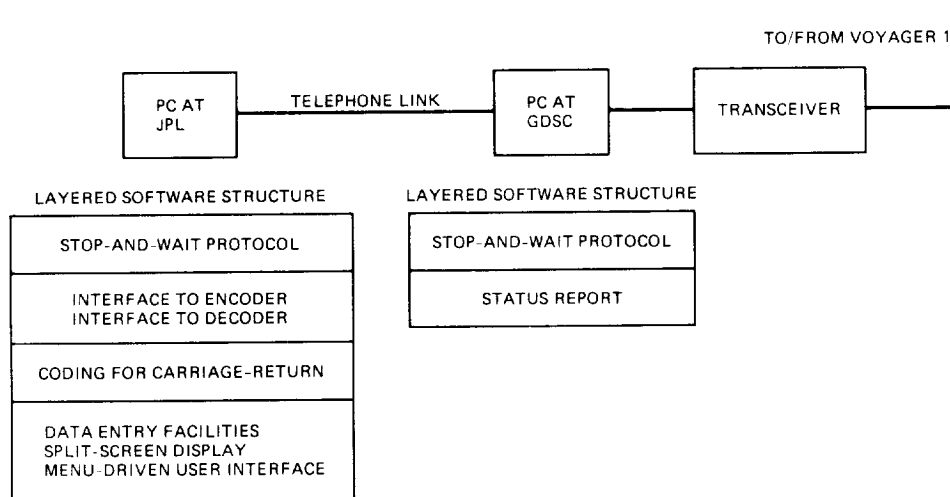 TO/FROM VOYAGER 1
PC AT
JPL
TELEPHONE LINK
PC AT
GDSC
TRANSCEIVER
LAYERED SOFTWARE STRUCTURE
STOP-AND-WAIT PROTOCOL
INTERFACE TO ENCODER
INTERFACE TO DECODER
CODING FOR CARRIAGE-RETURN
DATA ENTRY FACILITIES
SPLIT-SCREEN DISPLAY
MENU-DRIVEN USER INTERFACE
LAYERED SOFTWARE STRUCTURE
STOP-AND-WAIT PROTOCOL
STATUS REPORT